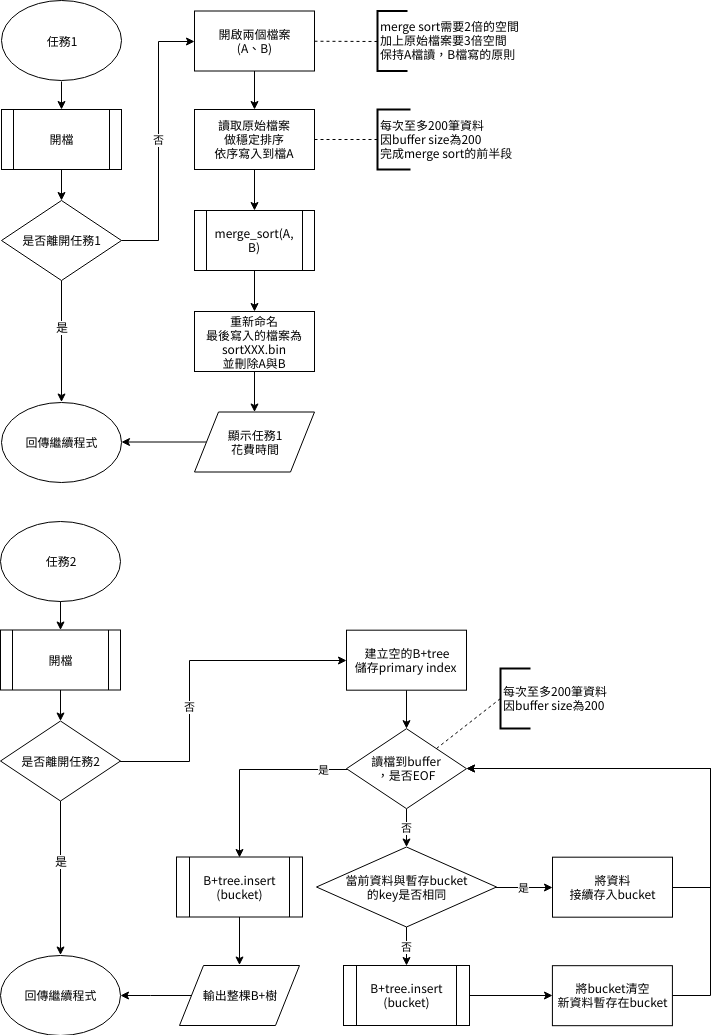 任務1
開檔
是否離開任務1
否
是
回傳繼續程式
開啟兩個檔案
(A、B)
merge sort需要2倍的空間
加上原始檔案要3倍空間
保持A檔讀，B檔寫的原則
讀取原始檔案
做穩定排序
依序寫入到檔A
每次至多200筆資料
因buffer size為200
完成merge sort的前半段
merge_sort(A,
B)
重新命名
最後寫入的檔案為
sortXXX.bin
並刪除A與B
顯示任務1
花費時間
任務2
開檔
是否離開任務2
否
是
回傳繼續程式
建立空的B+tree
儲存primary index
每次至多200筆資料
因buffer size為200
讀檔到buffer
，是否EOF
是
否
B+tree.insert
(bucket)
輸出整棵B+樹
當前資料與暫存bucket
的key是否相同
是
否
將資料
接續存入bucket
B+tree.insert
(bucket)
將bucket清空
新資料暫存在bucket